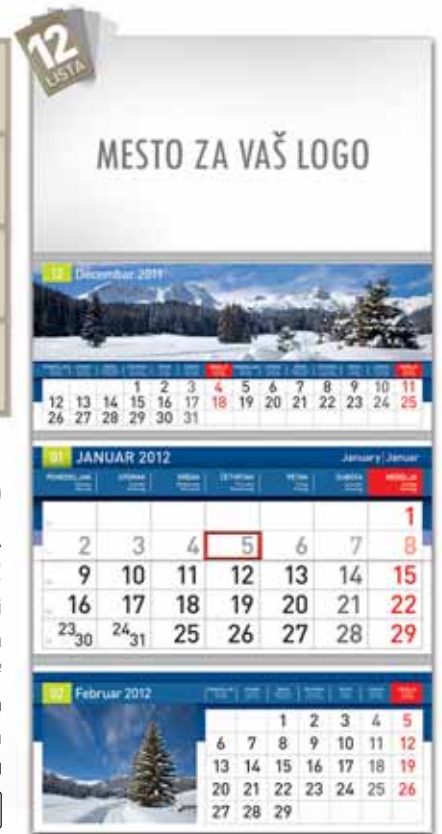 12
LISTA
MESTO ZA VAŠ LOGO
12 Decembar 2011
1 2 3 4 5 6 7 8 9 10 11
12 13 14 15 16 17 18 19 20 21 22 23 24 25
26 27 28 29 30 31
01 JANUAR 2012 January|Januar
PONEDELJAK UTORAK SREDA ČETVRTAK PETAK SUBOTA NEDELJA
1
2 3 4 5 6 7 8
9 10 11 12 13 14 15
16 17 18 19 20 21 22
23/30 24/31 25 26 27 28 29
02 Februar 2012
1 2 3 4 5
6 7 8 9 10 11 12
13 14 15 16 17 18 19
20 21 22 23 24 25 26
27 28 29